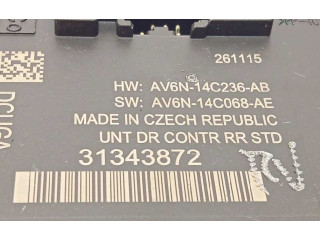 261115
HW: AV6N-14C236-AB
SW: AV6N-14C068-AE
MADE IN CZECH REPUBLIC
UNT DR CONTR RR STD
31343872
DCUGA